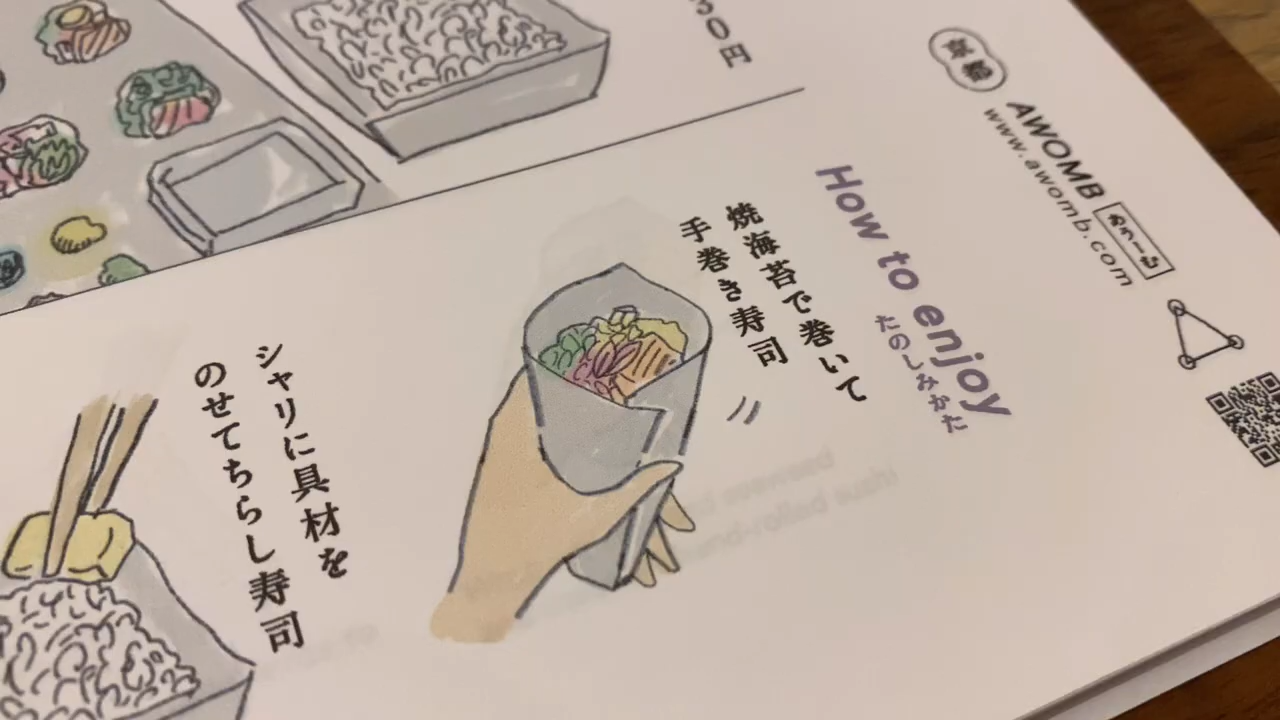 京都
AWOMB
あうーむ
www.awomb.com
How to enjoy
たのしみかた
焼海苔で巻いて
手巻き寿司
シャリに具材を
のせてちらし寿司
0円